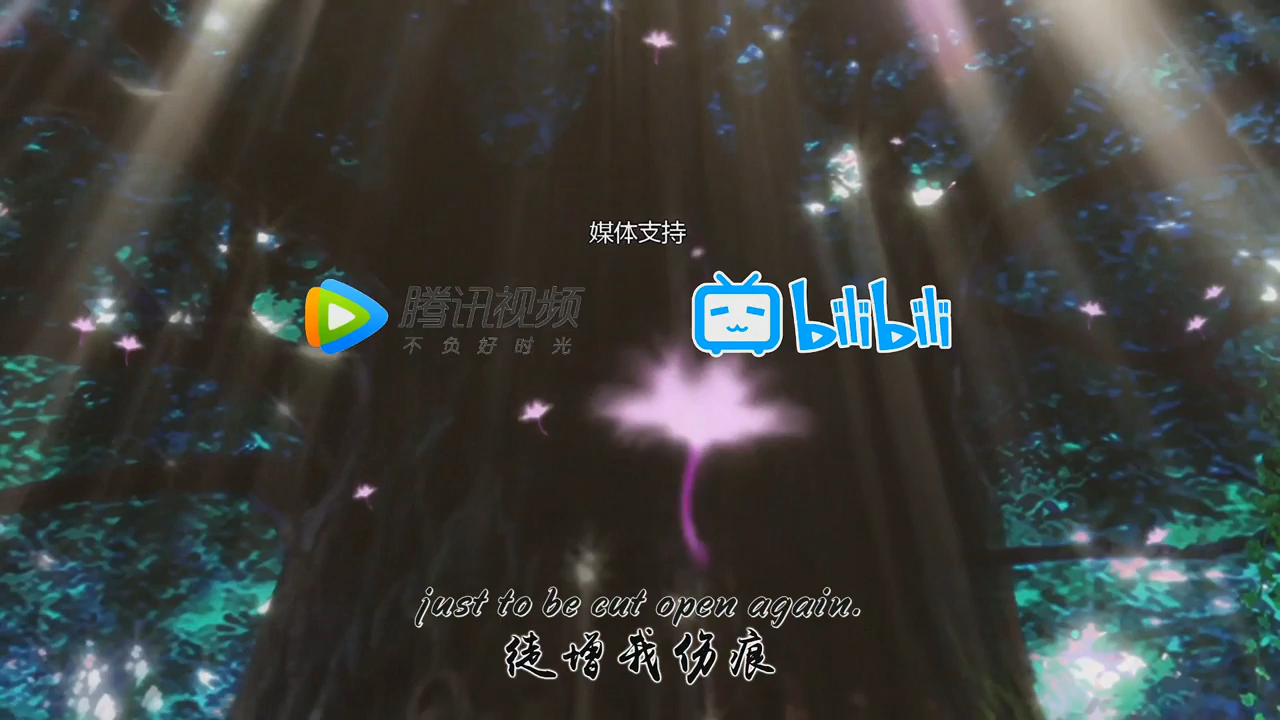 媒体支持
腾讯视频
不负好时光
bilibili
just to be cut open again.
徒增我伤痕